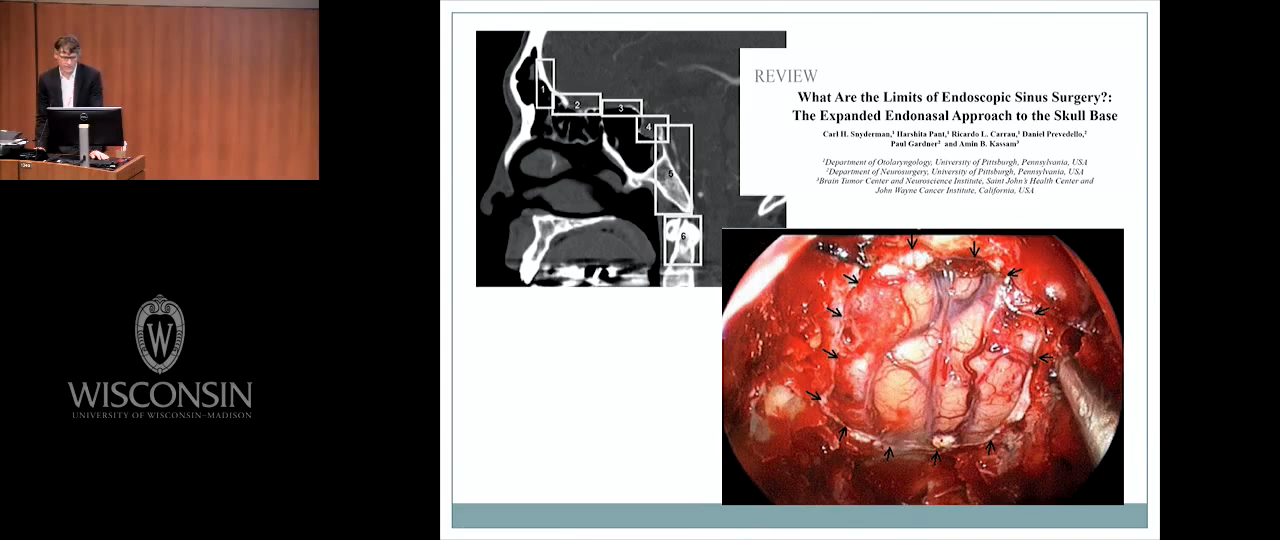 W
WISCONSIN
UNIVERSITY OF WISCONSIN–MADISON
1
2
3
4
5
6
REVIEW
What Are the Limits of Endoscopic Sinus Surgery?:
The Expanded Endonasal Approach to the Skull Base
Carl H. Snyderman,¹ Harshita Pant,¹ Ricardo L. Carrau,³ Daniel Prevedello,²
Paul Gardner² and Amin B. Kassam³
¹Department of Otolaryngology, University of Pittsburgh, Pennsylvania, USA
²Department of Neurosurgery, University of Pittsburgh, Pennsylvania, USA
³Brain Tumor Center and Neuroscience Institute, Saint John's Health Center and
John Wayne Cancer Institute, California, USA